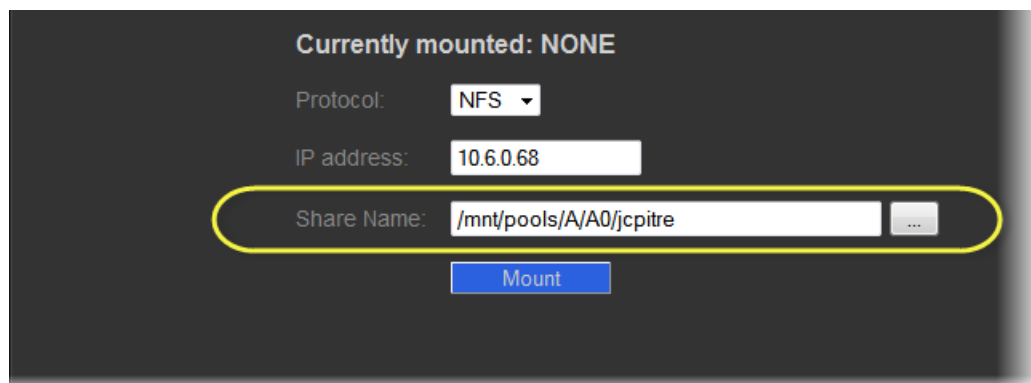 Currently mounted: NONE
Protocol: NFS
IP address: 10.6.0.68
Share Name: /mnt/pools/A/A0/jcpitre ...
Mount